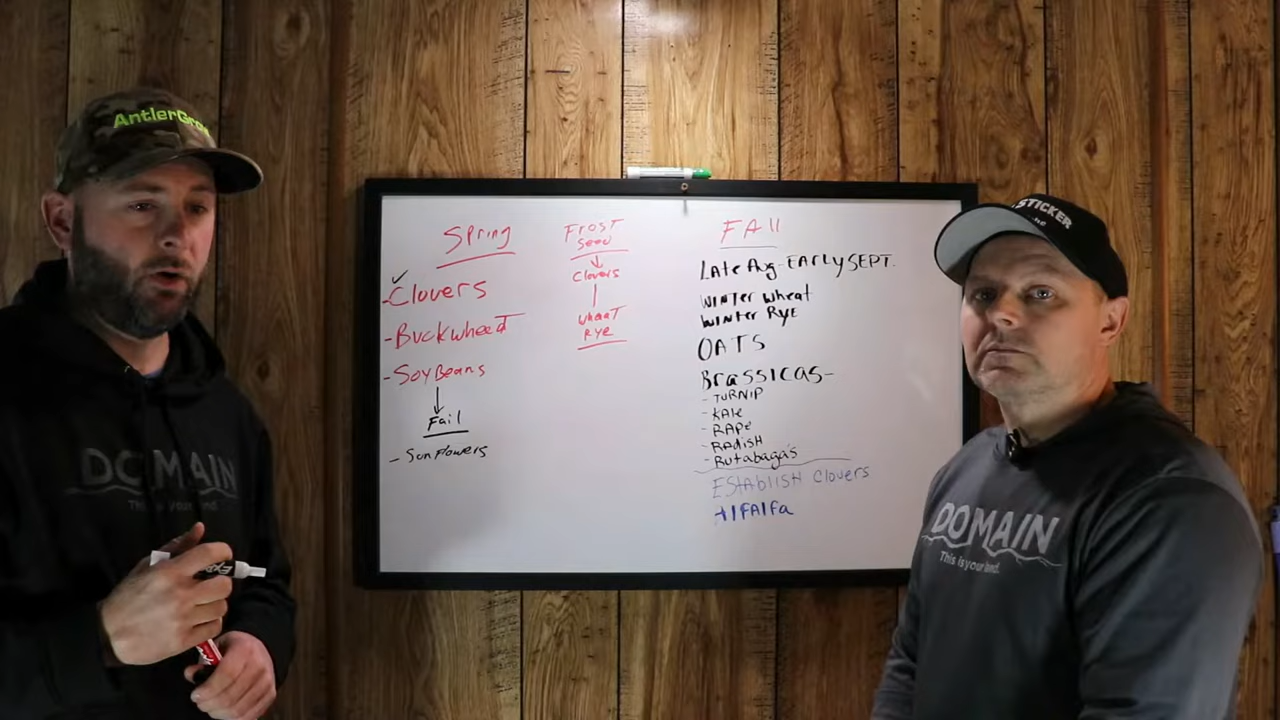 AntlerGro
STICKER
Spring
-Clovers
-Buckwheat
-SoyBeans
Fail
-Sunflowers
FROST
seed
Clovers
wheat
Rye
FAll
Late Aug-EARLY SEPT.
WINTER wheat
WINTER RYE
OATS
Brassicas-
-TURNIP
-KAle
-RAPe
-RADisH
-Rutabaga's
ESTAblISH Clovers
AlFAlFa
DOMAIN
This is your land.
DOMAIN
This is your land.
EXPO